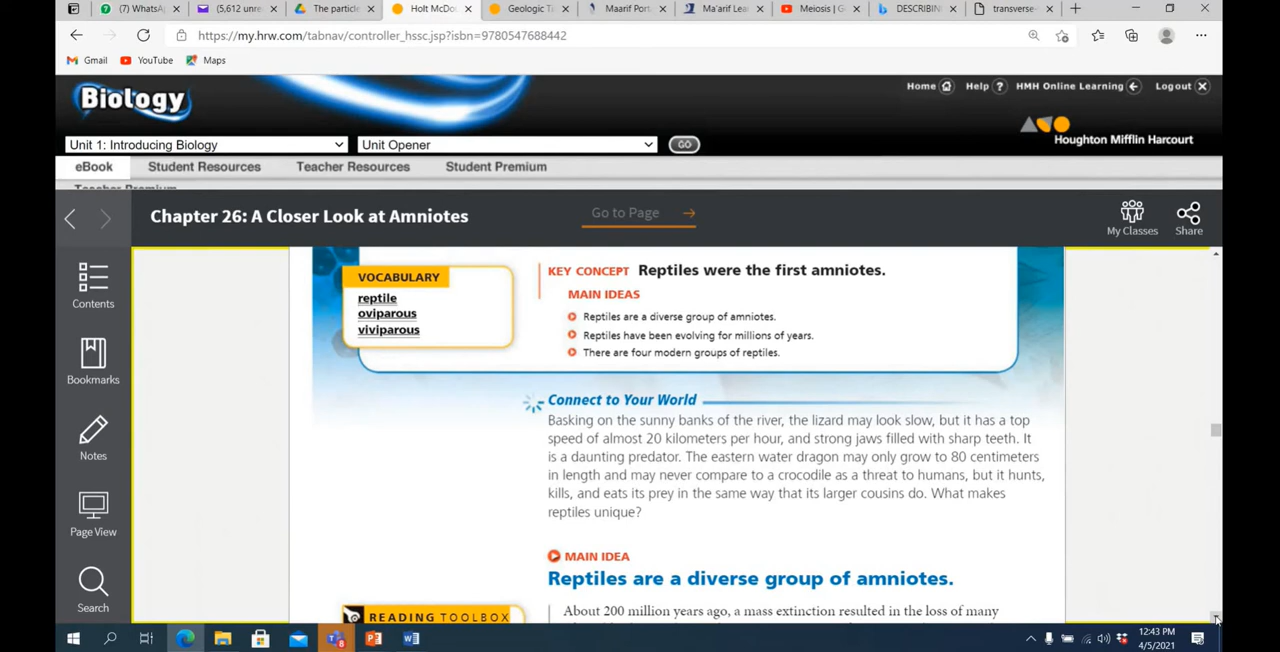 (7) WhatsA
(5,612 unre
The particle
Holt McDo
Geologic Ti
Maarif Port
Ma'arif Lea
Meiosis | G
DESCRIBIN
transverse-
https://my.hrw.com/tabnav/controller_hssc.jsp?isbn=9780547688442
Gmail YouTube Maps
Biology
Home Help ? HMH Online Learning Logout
Houghton Mifflin Harcourt
Unit 1: Introducing Biology Unit Opener GO
eBook Student Resources Teacher Resources Student Premium
Teacher Premium
Chapter 26: A Closer Look at Amniotes
Go to Page
My Classes
Share
Contents
Bookmarks
Notes
Page View
Search
VOCABULARY
reptile
oviparous
viviparous
KEY CONCEPT Reptiles were the first amniotes.
MAIN IDEAS
Reptiles are a diverse group of amniotes.
Reptiles have been evolving for millions of years.
There are four modern groups of reptiles.
Connect to Your World
Basking on the sunny banks of the river, the lizard may look slow, but it has a top
speed of almost 20 kilometers per hour, and strong jaws filled with sharp teeth. It
is a daunting predator. The eastern water dragon may only grow to 80 centimeters
in length and may never compare to a crocodile as a threat to humans, but it hunts,
kills, and eats its prey in the same way that its larger cousins do. What makes
reptiles unique?
MAIN IDEA
Reptiles are a diverse group of amniotes.
READING TOOLBOX
About 200 million years ago, a mass extinction resulted in the loss of many
12:43 PM
4/5/2021